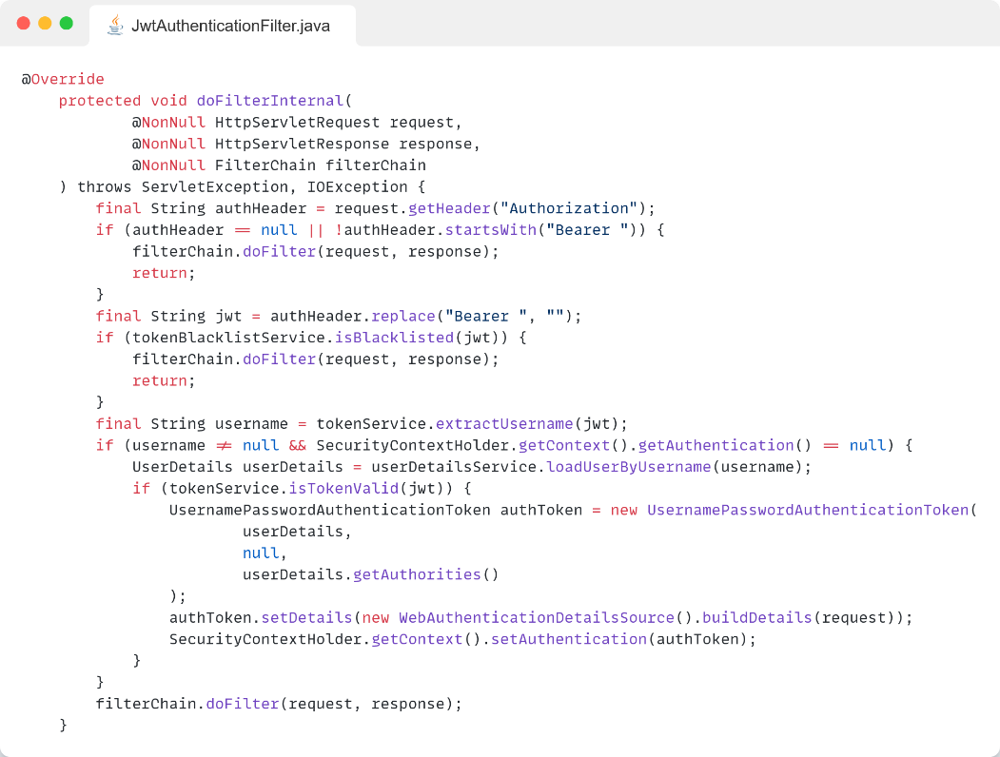 JwtAuthenticationFilter.java
@Override
    protected void doFilterInternal(
            @NonNull HttpServletRequest request,
            @NonNull HttpServletResponse response,
            @NonNull FilterChain filterChain
    ) throws ServletException, IOException {
        final String authHeader = request.getHeader("Authorization");
        if (authHeader == null || !authHeader.startsWith("Bearer ")) {
            filterChain.doFilter(request, response);
            return;
        }
        final String jwt = authHeader.replace("Bearer ", "");
        if (tokenBlacklistService.isBlacklisted(jwt)) {
            filterChain.doFilter(request, response);
            return;
        }
        final String username = tokenService.extractUsername(jwt);
        if (username != null && SecurityContextHolder.getContext().getAuthentication() == null) {
            UserDetails userDetails = userDetailsService.loadUserByUsername(username);
            if (tokenService.isTokenValid(jwt)) {
                UsernamePasswordAuthenticationToken authToken = new UsernamePasswordAuthenticationToken(
                        userDetails,
                        null,
                        userDetails.getAuthorities()
                );
                authToken.setDetails(new WebAuthenticationDetailsSource().buildDetails(request));
                SecurityContextHolder.getContext().setAuthentication(authToken);
            }
        }
        filterChain.doFilter(request, response);
    }